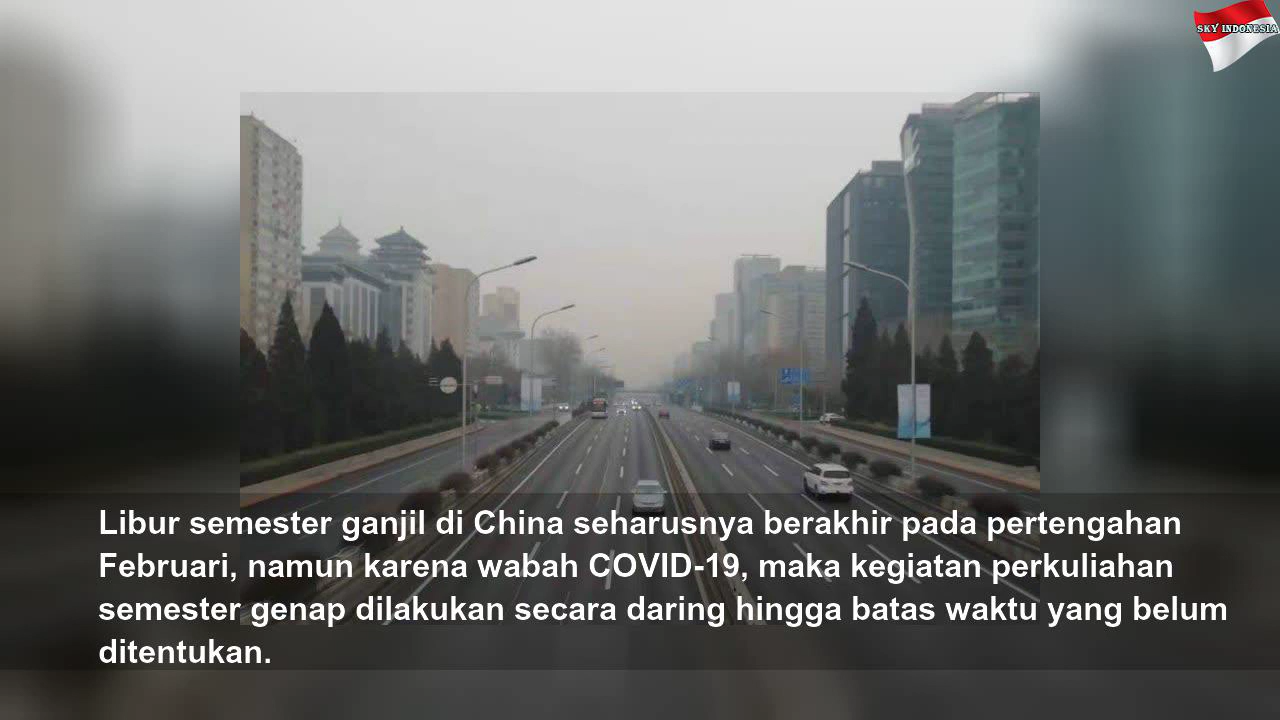 SKY INDONESIA
Libur semester ganjil di China seharusnya berakhir pada pertengahan
Februari, namun karena wabah COVID-19, maka kegiatan perkuliahan
semester genap dilakukan secara daring hingga batas waktu yang belum
ditentukan.